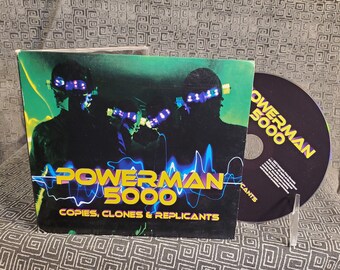 POWERMAN
5000
COPIES, CLONES & REPLICANTS
POWERMAN
5000